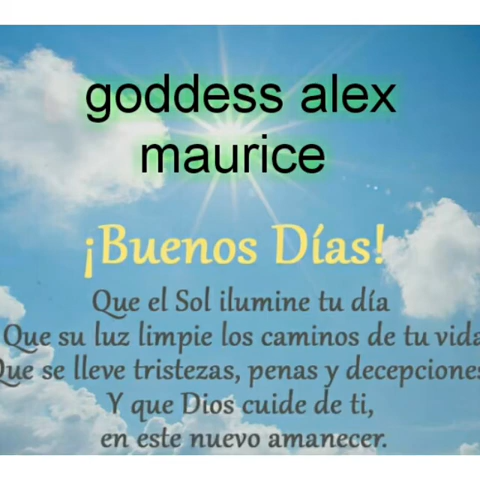 goddess alex
maurice
¡Buenos Días!
Que el Sol ilumine tu día
Que su luz limpie los caminos de tu vida
Que se lleve tristezas, penas y decepciones
Y que Dios cuide de ti,
en este nuevo amanecer.